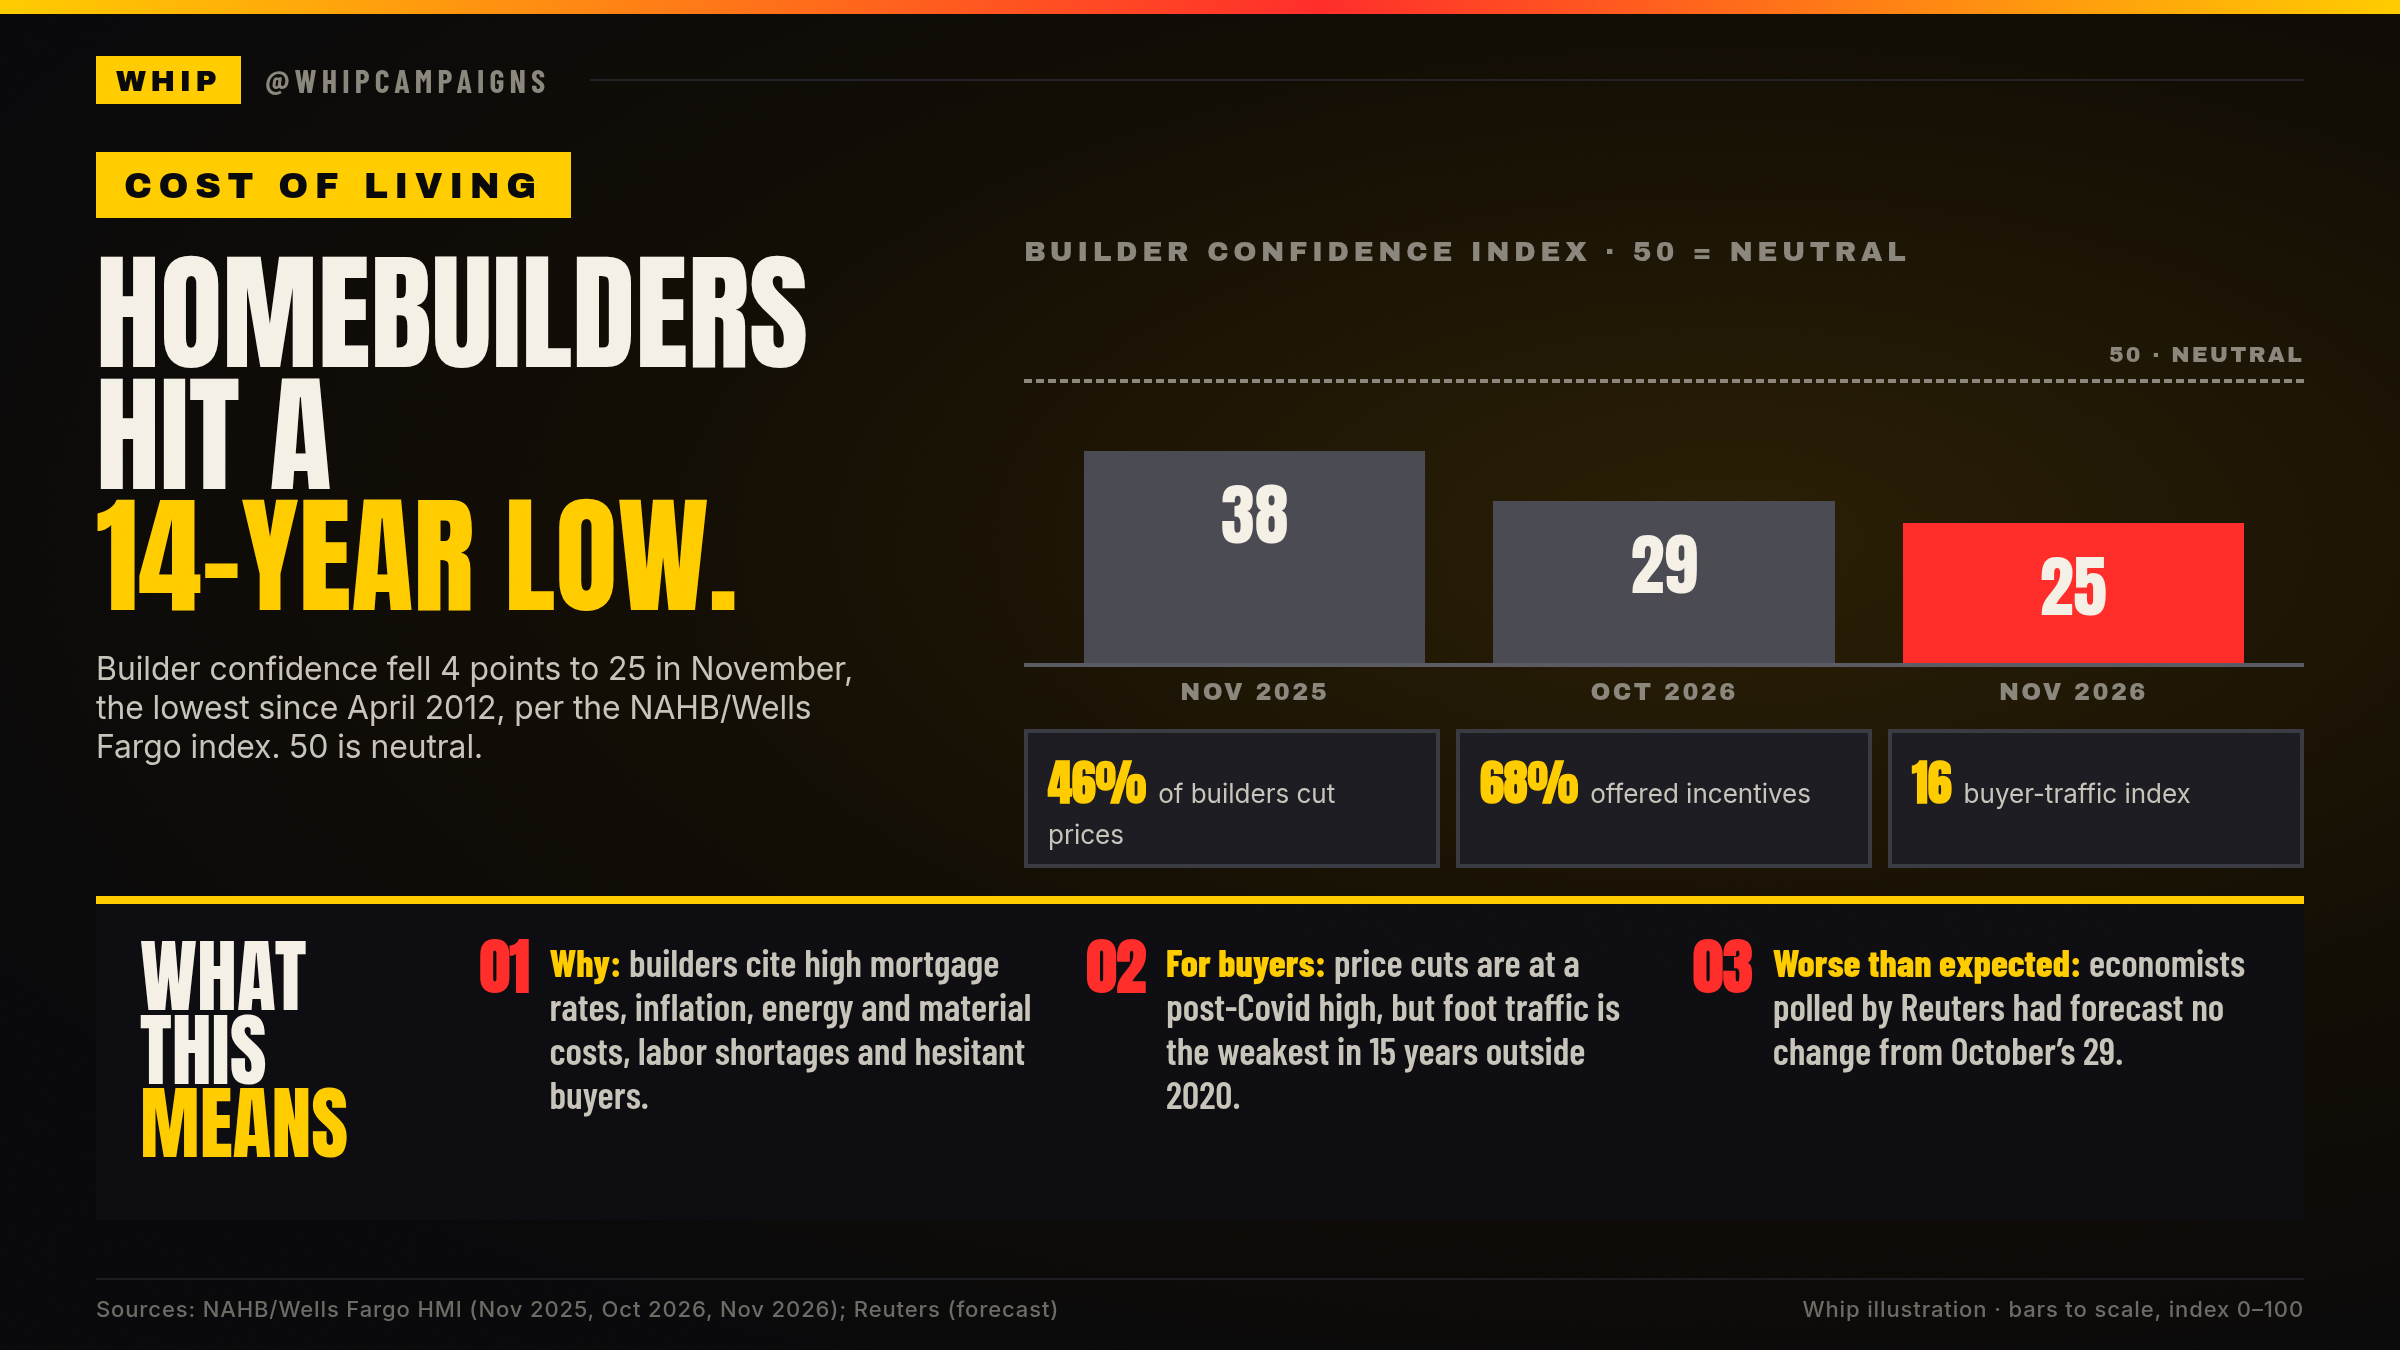 WHIP @WHIPCAMPAIGNS
COST OF LIVING
HOMEBUILDERS
HIT A
14-YEAR LOW.
Builder confidence fell 4 points to 25 in November,
the lowest since April 2012, per the NAHB/Wells
Fargo index. 50 is neutral.
BUILDER CONFIDENCE INDEX · 50 = NEUTRAL
50 · NEUTRAL
38
29
25
NOV 2025
OCT 2026
NOV 2026
46% of builders cut
prices
68% offered incentives
16 buyer-traffic index
WHAT
THIS
MEANS
01
Why: builders cite high mortgage
rates, inflation, energy and material
costs, labor shortages and hesitant
buyers.
02
For buyers: price cuts are at a
post-Covid high, but foot traffic is
the weakest in 15 years outside
2020.
03
Worse than expected: economists
polled by Reuters had forecast no
change from October’s 29.
Sources: NAHB/Wells Fargo HMI (Nov 2025, Oct 2026, Nov 2026); Reuters (forecast)
Whip illustration · bars to scale, index 0–100